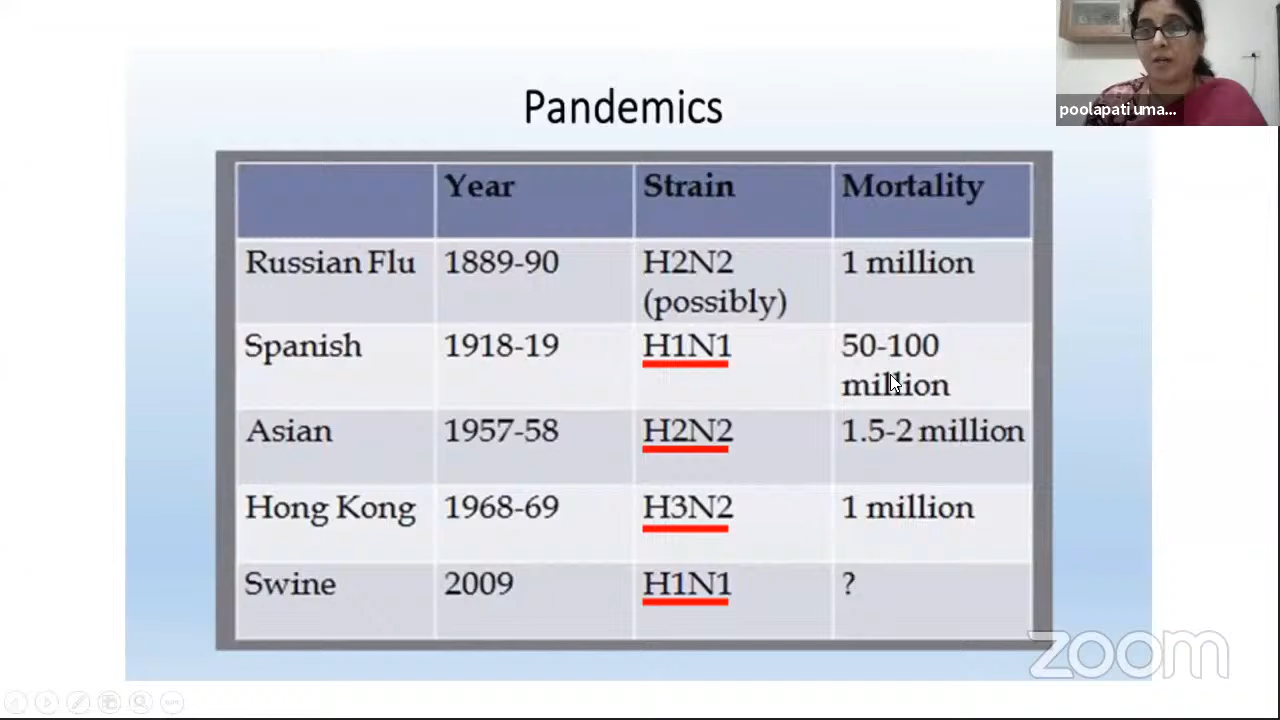 poolapati uma...
Pandemics
Year Strain Mortality
Russian Flu 1889-90 H2N2 1 million
(possibly)
Spanish 1918-19 H1N1 50-100
million
Asian 1957-58 H2N2 1.5-2 million
Hong Kong 1968-69 H3N2 1 million
Swine 2009 H1N1 ?
zoom